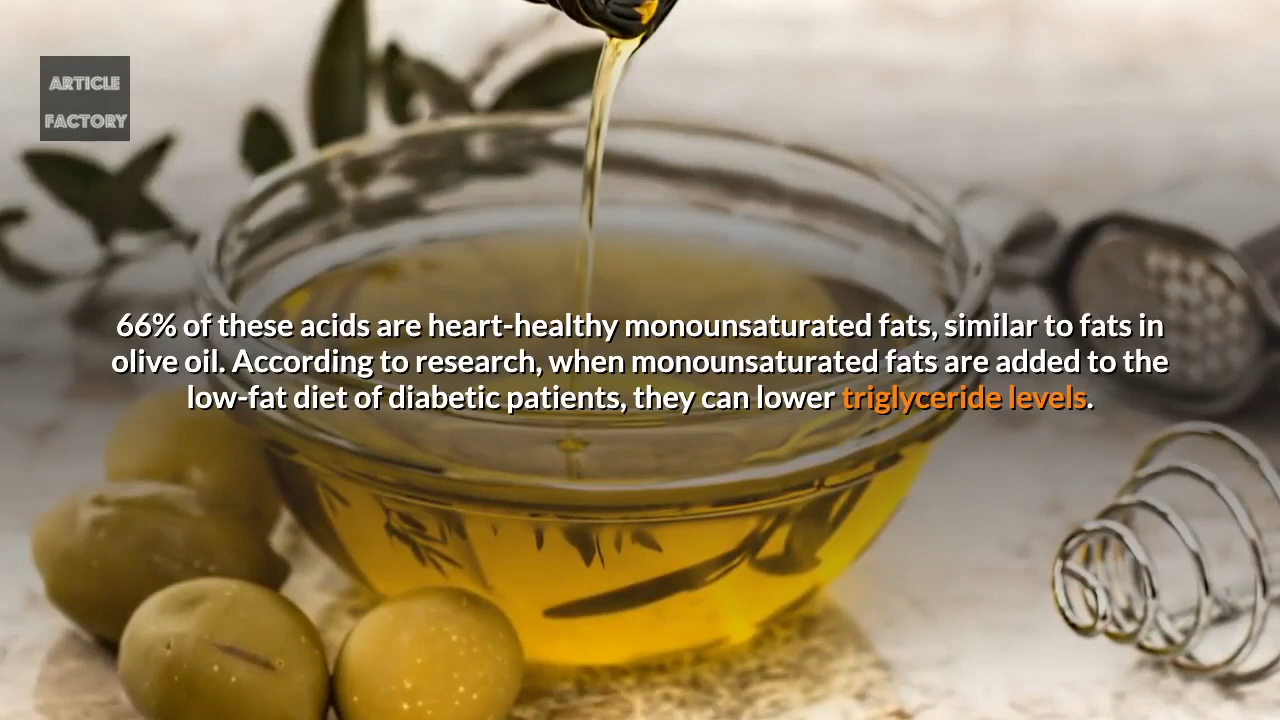 ARTICLE
FACTORY
66% of these acids are heart-healthy monounsaturated fats, similar to fats in
olive oil. According to research, when monounsaturated fats are added to the
low-fat diet of diabetic patients, they can lower triglyceride levels.